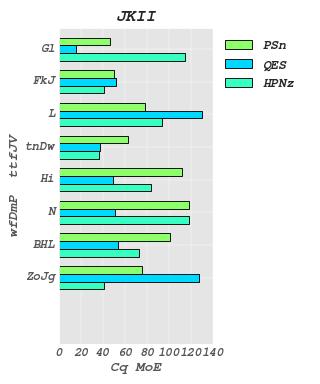 JKII
PSn
QES
HPNz
Gl
FkJ
L
tnDw
Hi
N
BHL
ZoJg
wfDmP ttfJV
0 20 40 60 80 100 120 140
Cq MoE